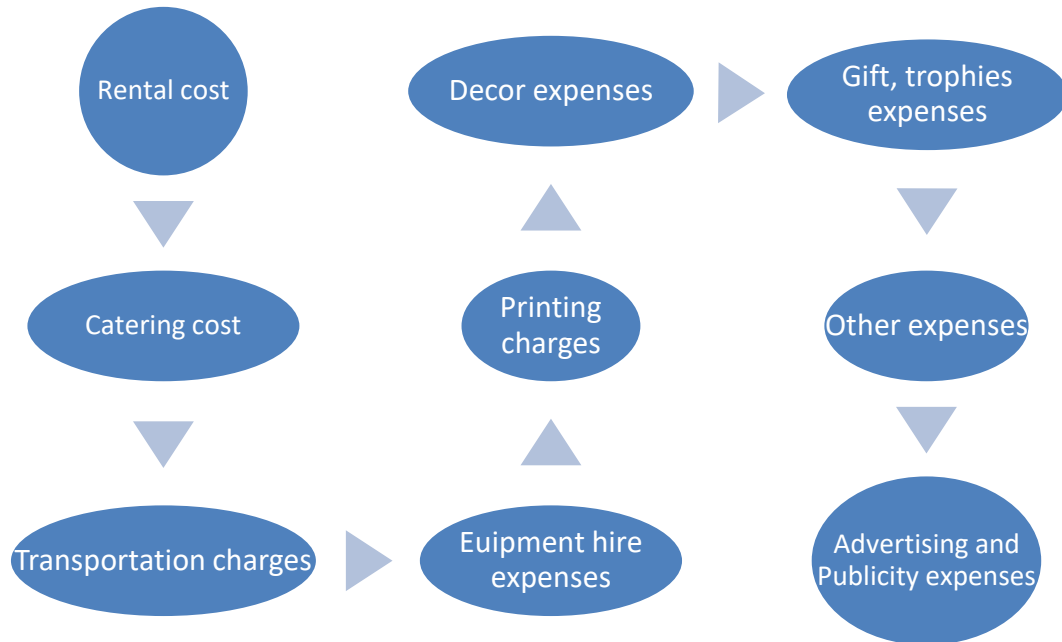 Rental cost
Catering cost
Transportation charges
Euipment hire
expenses
Printing
charges
Decor expenses
Gift, trophies
expenses
Other expenses
Advertising and
Publicity expenses